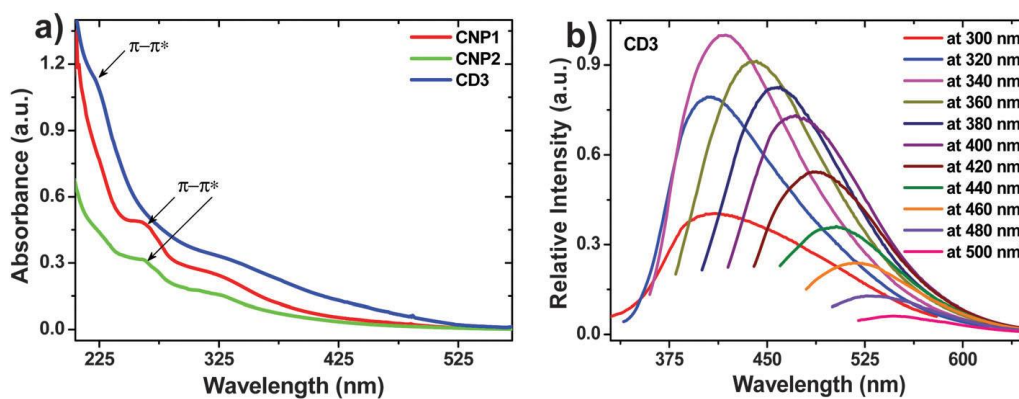 a)
π–π*
π–π*
CNP1
CNP2
CD3
1.2
0.9
0.6
0.3
0.0
225
325
425
525
Absorbance (a.u.)
Wavelength (nm)
b)
CD3
at 300 nm
at 320 nm
at 340 nm
at 360 nm
at 380 nm
at 400 nm
at 420 nm
at 440 nm
at 460 nm
at 480 nm
at 500 nm
0.9
0.6
0.3
0.0
375
450
525
600
Relative Intensity (a.u.)
Wavelength (nm)